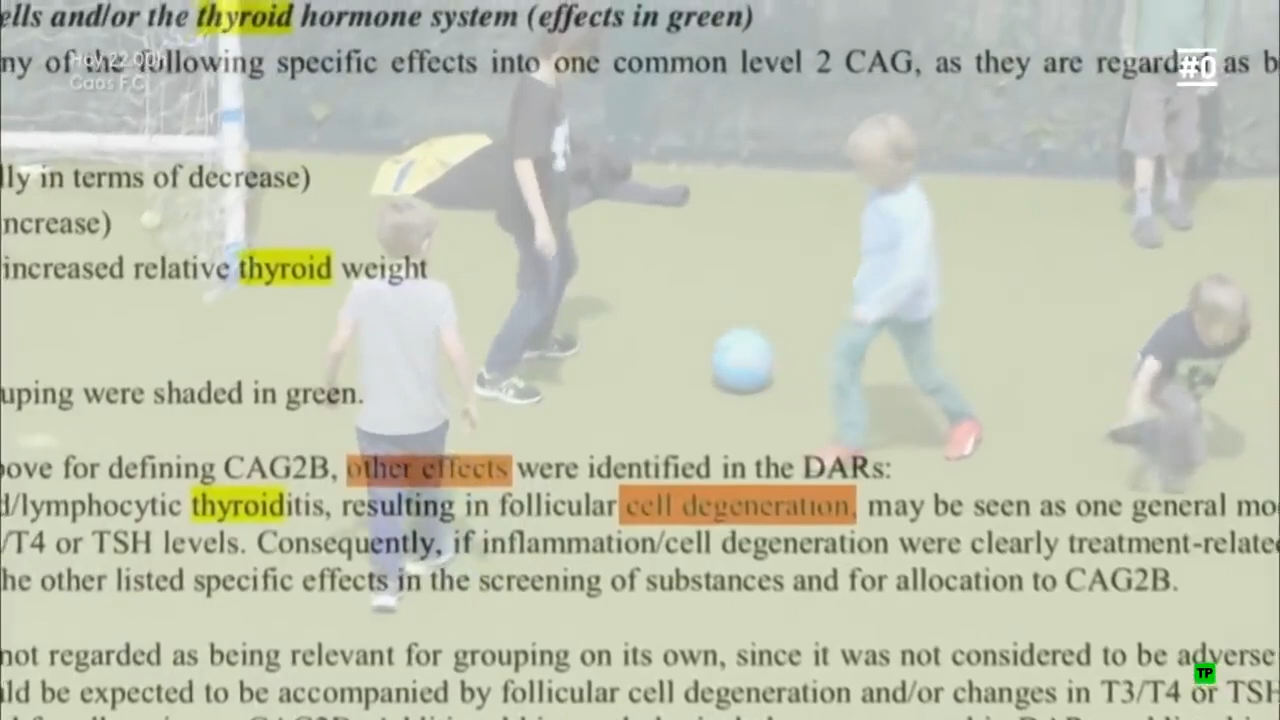 ells and/or the thyroid hormone system (effects in green)
Hoy 22.00h
ny of the following specific effects into one common level 2 CAG, as they are regarded as b
#0
Caos F.C.
lly in terms of decrease)
ncrease)
increased relative thyroid weight
uping were shaded in green.
bove for defining CAG2B, other effects were identified in the DARs:
d/lymphocytic thyroiditis, resulting in follicular cell degeneration, may be seen as one general mo
/T4 or TSH levels. Consequently, if inflammation/cell degeneration were clearly treatment-relate
he other listed specific effects in the screening of substances and for allocation to CAG2B.
not regarded as being relevant for grouping on its own, since it was not considered to be adverse
TP
ld be expected to be accompanied by follicular cell degeneration and/or changes in T3/T4 or TSH